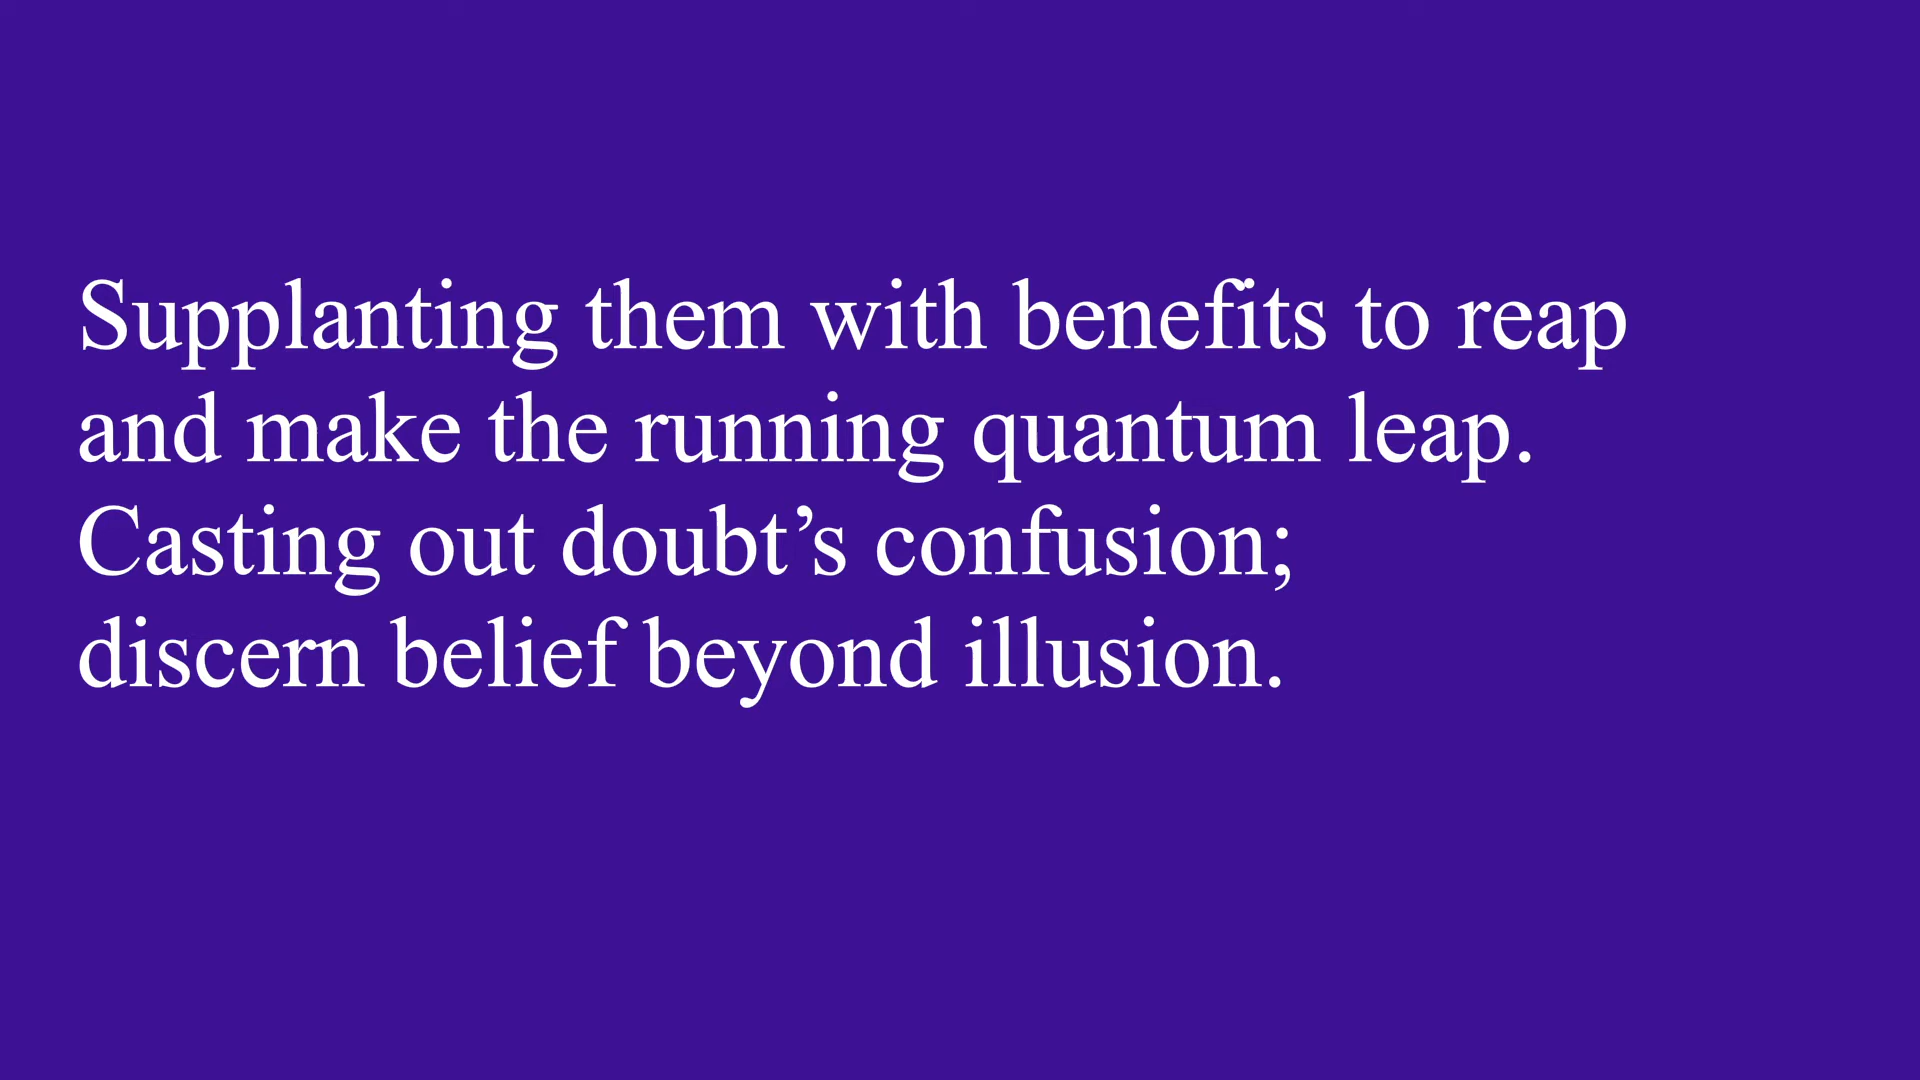 Supplanting them with benefits to reap
and make the running quantum leap.
Casting out doubt’s confusion;
discern belief beyond illusion.